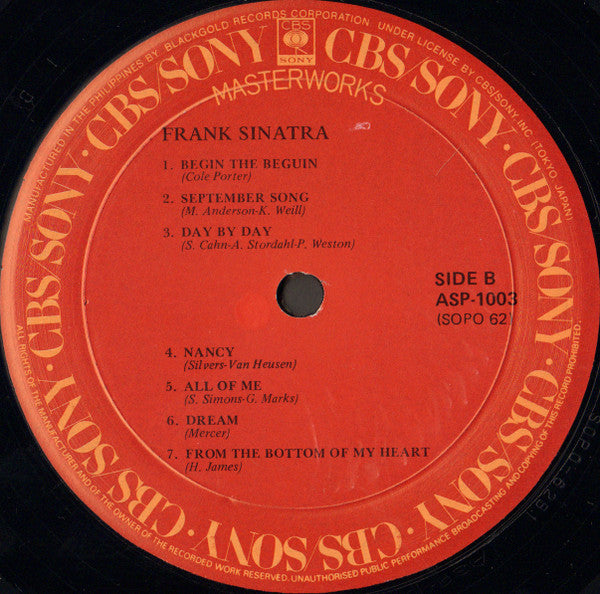 MANUFACTURED IN THE PHILIPPINES BY BLACKGOLD RECORDS CORPORATION UNDER LICENSE BY CBS/SONY INC. (TOKYO, JAPAN)
CBS
SONY
CBS/SONY · CBS/SONY · CBS/SONY · CBS/SONY · CBS/SONY · CBS/SONY · CBS/SONY
MASTERWORKS
FRANK SINATRA
1. BEGIN THE BEGUIN
(Cole Porter)
2. SEPTEMBER SONG
(M. Anderson-K. Weill)
3. DAY BY DAY
(S. Cahn-A. Stordahl-P. Weston)
SIDE B
ASP-1003
(SOPO 62)
4. NANCY
(Silvers-Van Heusen)
5. ALL OF ME
(S. Simons-G. Marks)
6. DREAM
(Mercer)
7. FROM THE BOTTOM OF MY HEART
(H. James)
ALL RIGHTS OF THE MANUFACTURER AND OF THE OWNER OF THE RECORDED WORK RESERVED. UNAUTHORISED PUBLIC PERFORMANCE BROADCASTING AND COPYING OF THIS RECORD PROHIBITED.